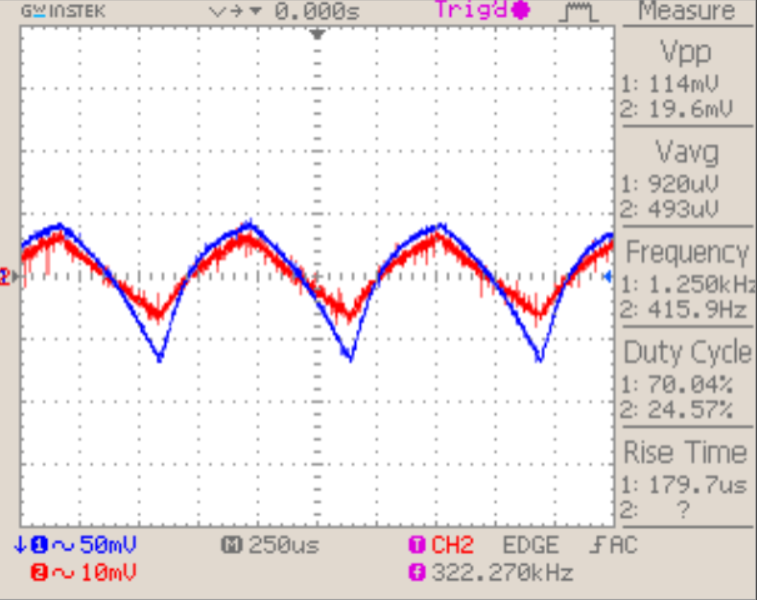 GW INSTEK 0.000s Trig'd Measure
Vpp
1: 114mV
2: 19.6mV
Vavg
1: 920uV
2: 493uV
Frequency
1: 1.250kHz
2: 415.9Hz
Duty Cycle
1: 70.04%
2: 24.57%
Rise Time
1: 179.7us
2: ?
1 ~ 50mV M 250us T CH2 EDGE AC
2 ~ 10mV f 322.270kHz